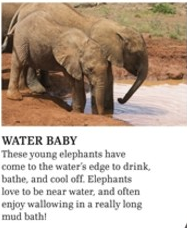 WATER BABY
These young elephants have
come to the water's edge to drink,
bathe, and cool off. Elephants
love to be near water, and often
enjoy wallowing in a really long
mud bath!